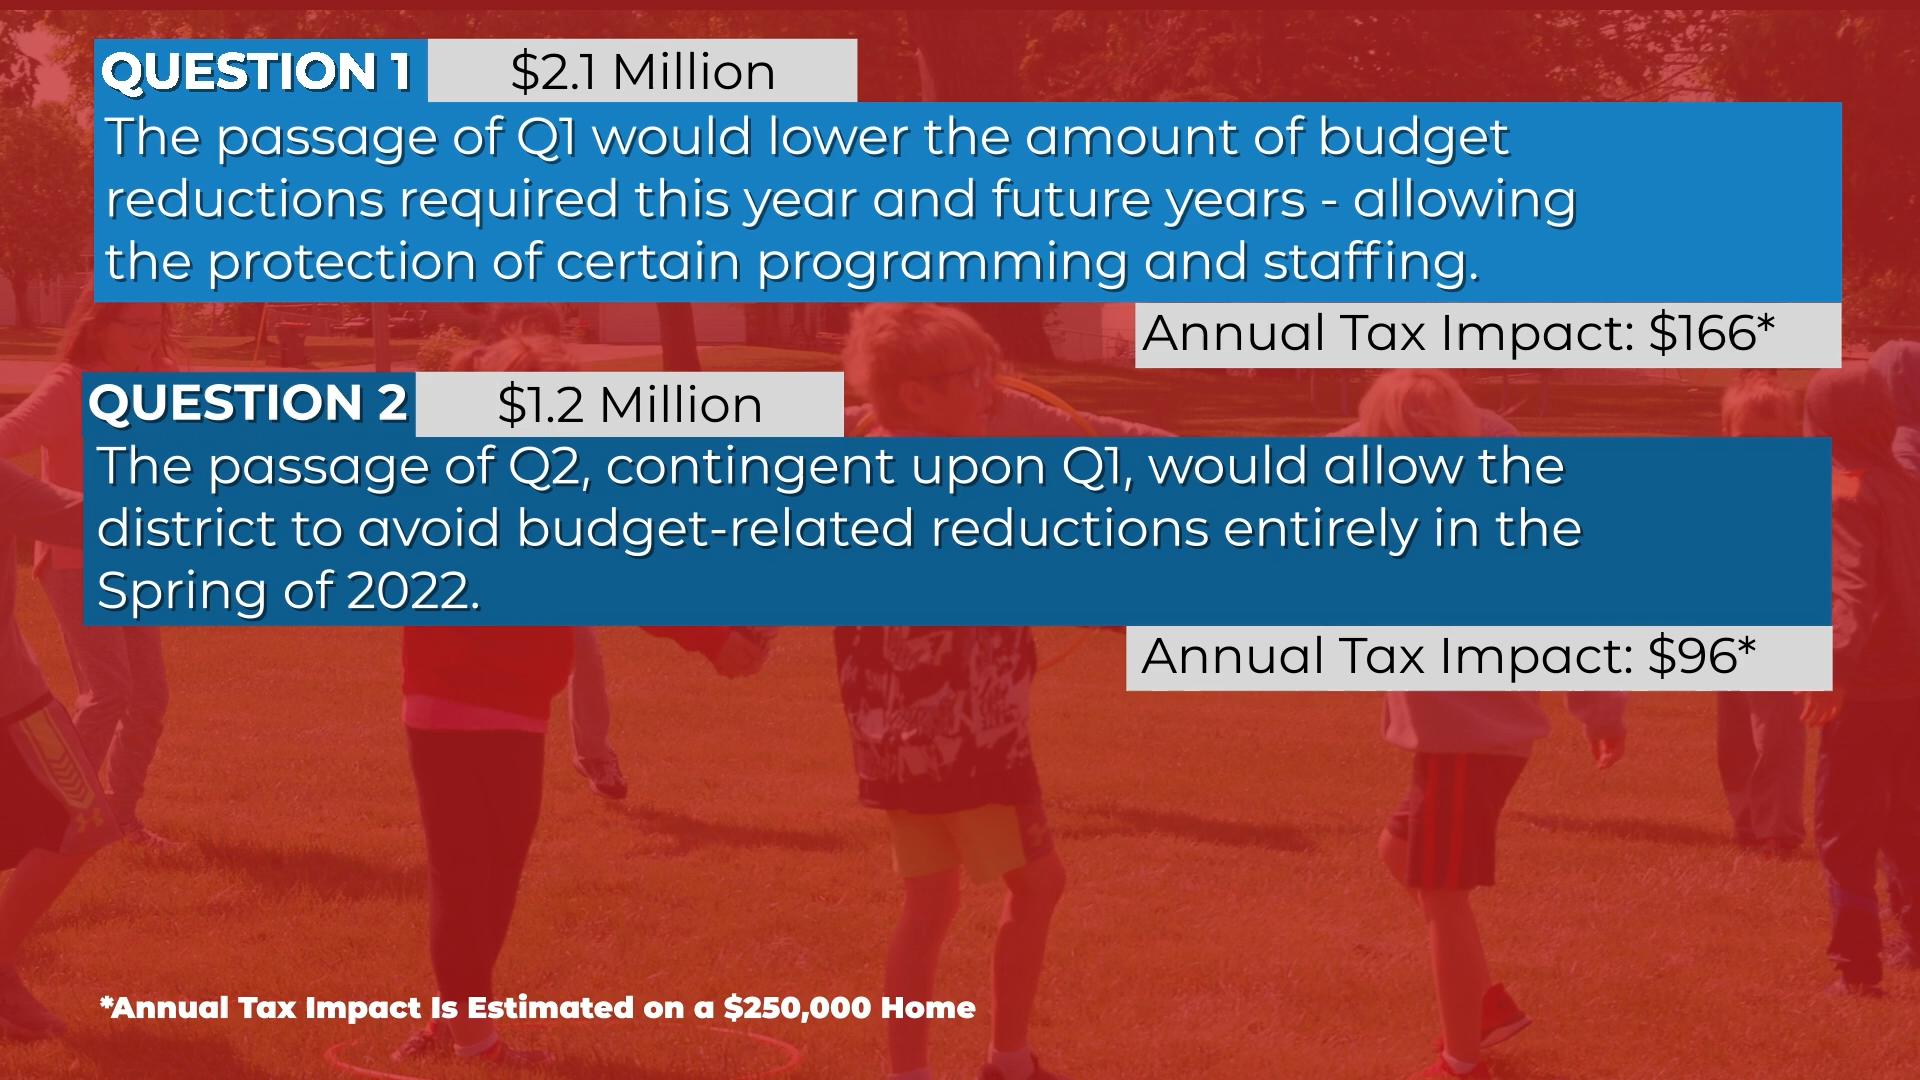 QUESTION 1
$2.1 Million
The passage of Q1 would lower the amount of budget
reductions required this year and future years - allowing
the protection of certain programming and staffing.
Annual Tax Impact: $166*
QUESTION 2
$1.2 Million
The passage of Q2, contingent upon Q1, would allow the
district to avoid budget-related reductions entirely in the
Spring of 2022.
Annual Tax Impact: $96*
*Annual Tax Impact Is Estimated on a $250,000 Home